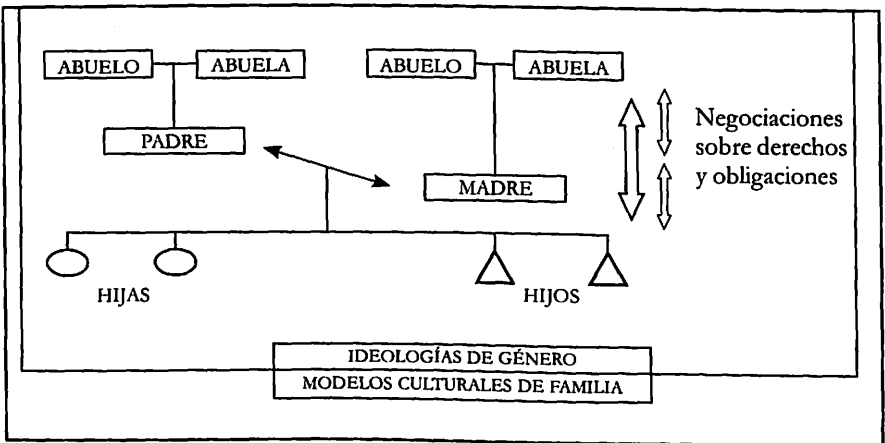 ABUELO ABUELA ABUELO ABUELA
Negociaciones
sobre derechos
y obligaciones
PADRE
MADRE
HIJAS HIJOS
IDEOLOGÍAS DE GÉNERO
MODELOS CULTURALES DE FAMILIA